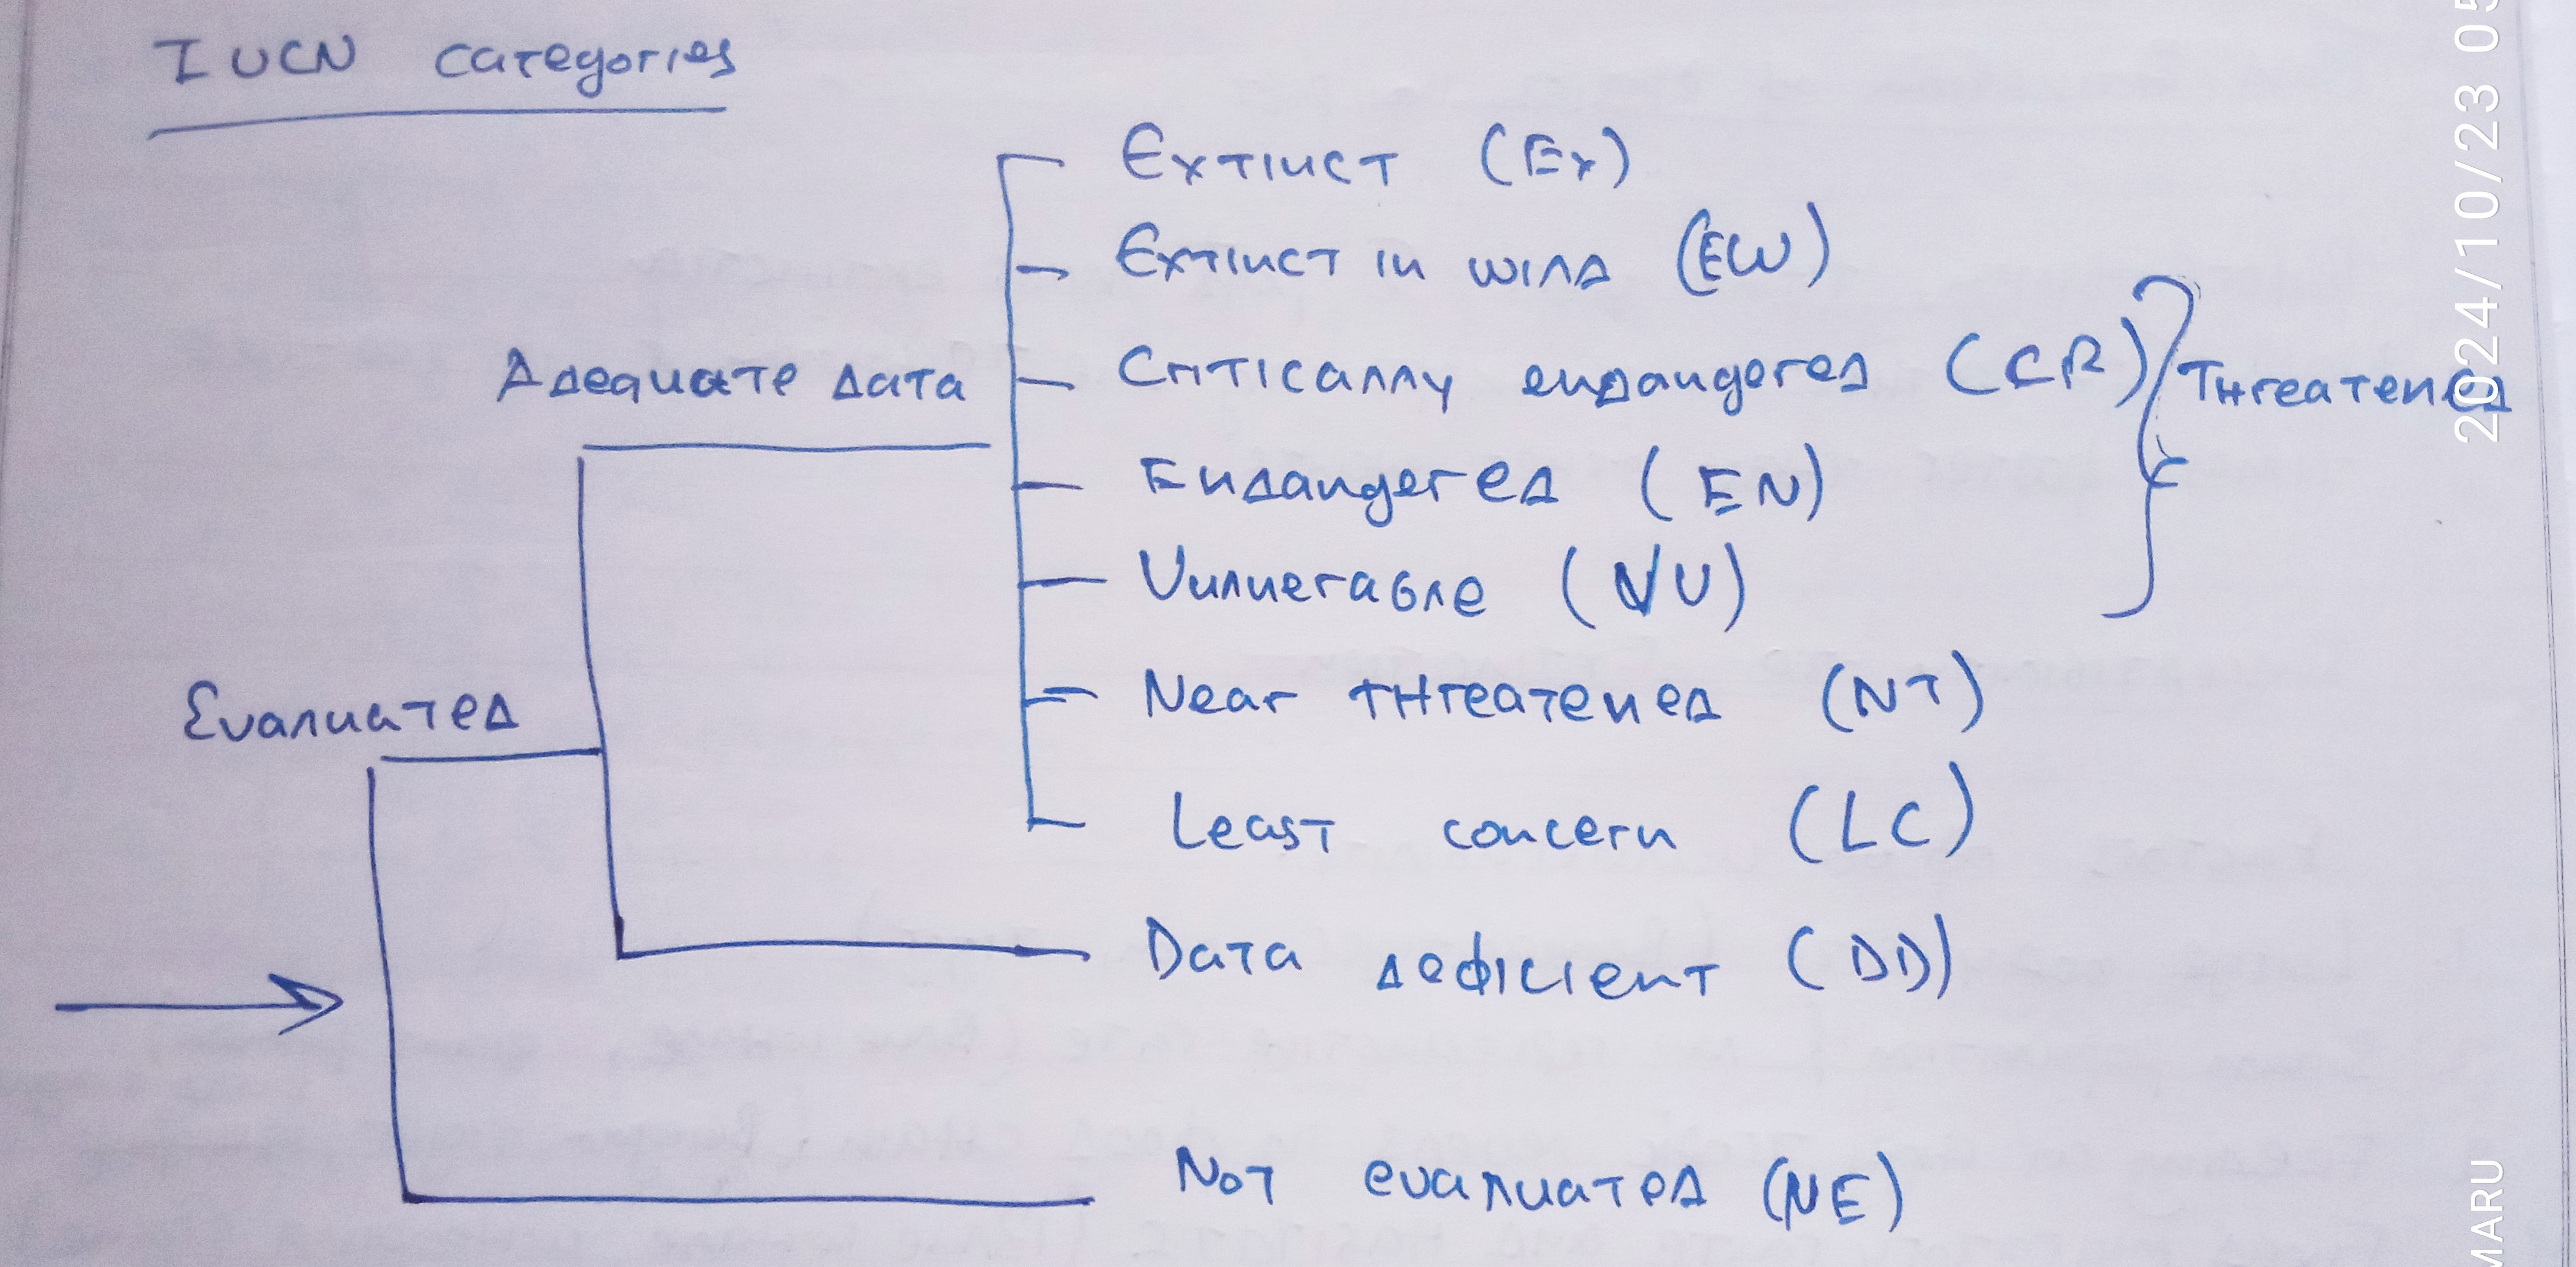 IUCN categories
Extinct (Ex)
Extinct in wild (EW)
Critically endangered (CR)
Threatened
Adequate data
Endangered (EN)
Vulnerable (VU)
Near threatened (NT)
Evaluated
Least concern (LC)
Data deficient (DD)
Not evaluated (NE)
2024/10/23 05
MARU